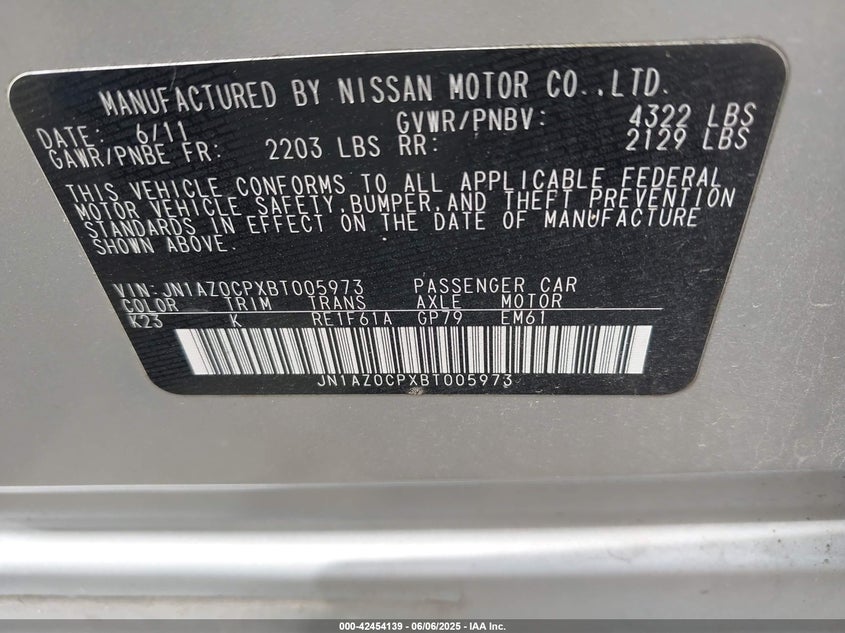 MANUFACTURED BY NISSAN MOTOR CO.,LTD.
DATE: 6/11 GVWR/PNBV: 4322 LBS
GAWR/PNBE FR: 2203 LBS RR: 2129 LBS
THIS VEHICLE CONFORMS TO ALL APPLICABLE FEDERAL
MOTOR VEHICLE SAFETY,BUMPER,AND THEFT PREVENTION
STANDARDS IN EFFECT ON THE DATE OF MANUFACTURE
SHOWN ABOVE.
VIN: JN1AZ0CPXBT005973 PASSENGER CAR
COLOR TRIM TRANS AXLE MOTOR
K23 K RE1F61A GP79 EM61
JN1AZ0CPXBT005973
000-42454139 - 06/06/2025 - IAA Inc.